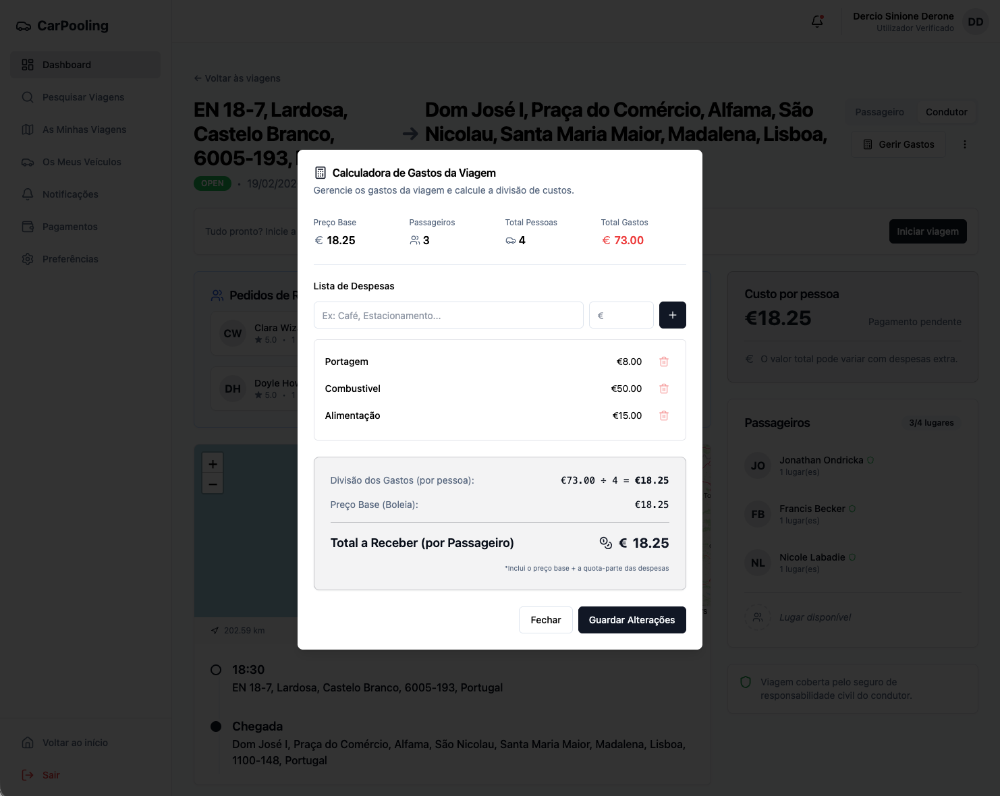 CarPooling
Dashboard
Pesquisar Viagens
As Minhas Viagens
Os Meus Veículos
Notificações
Pagamentos
Preferências
Voltar ao início
Sair
Dercio Sinione Derone
Utilizador Verificado
DD
← Voltar às viagens
EN 18-7, Lardosa,
Castelo Branco,
6005-193,
→
Dom José I, Praça do Comércio, Alfama, São
Nicolau, Santa Maria Maior, Madalena, Lisboa,
Passageiro
Condutor
Gerir Gastos
OPEN
• 19/02/202
Tudo pronto? Inicie a
Iniciar viagem
Pedidos de
CW
Clara
★ 5.0 • 1
DH
Doyle
★ 5.0 • 1
+
−
202.59 km
18:30
EN 18-7, Lardosa, Castelo Branco, 6005-193, Portugal
Chegada
Dom José I, Praça do Comércio, Alfama, São Nicolau, Santa Maria Maior, Madalena, Lisboa,
1100-148, Portugal
Calculadora de Gastos da Viagem
Gerencie os gastos da viagem e calcule a divisão de custos.
Preço Base
€ 18.25
Passageiros
3
Total Pessoas
4
Total Gastos
€ 73.00
Lista de Despesas
Ex: Café, Estacionamento...
€
+
Portagem €8.00
Combustivel €50.00
Alimentação €15.00
Divisão dos Gastos (por pessoa): €73.00 ÷ 4 = €18.25
Preço Base (Boleia): €18.25
Total a Receber (por Passageiro) € 18.25
*Inclui o preço base + a quota-parte das despesas
Fechar
Guardar Alterações
Custo por pessoa
€18.25
Pagamento pendente
€ O valor total pode variar com despesas extra.
Passageiros
3/4 lugares
JO
Jonathan Ondricka
1 lugar(es)
FB
Francis Becker
1 lugar(es)
NL
Nicole Labadie
1 lugar(es)
Lugar disponível
Viagem coberta pelo seguro de
responsabilidade civil do condutor.